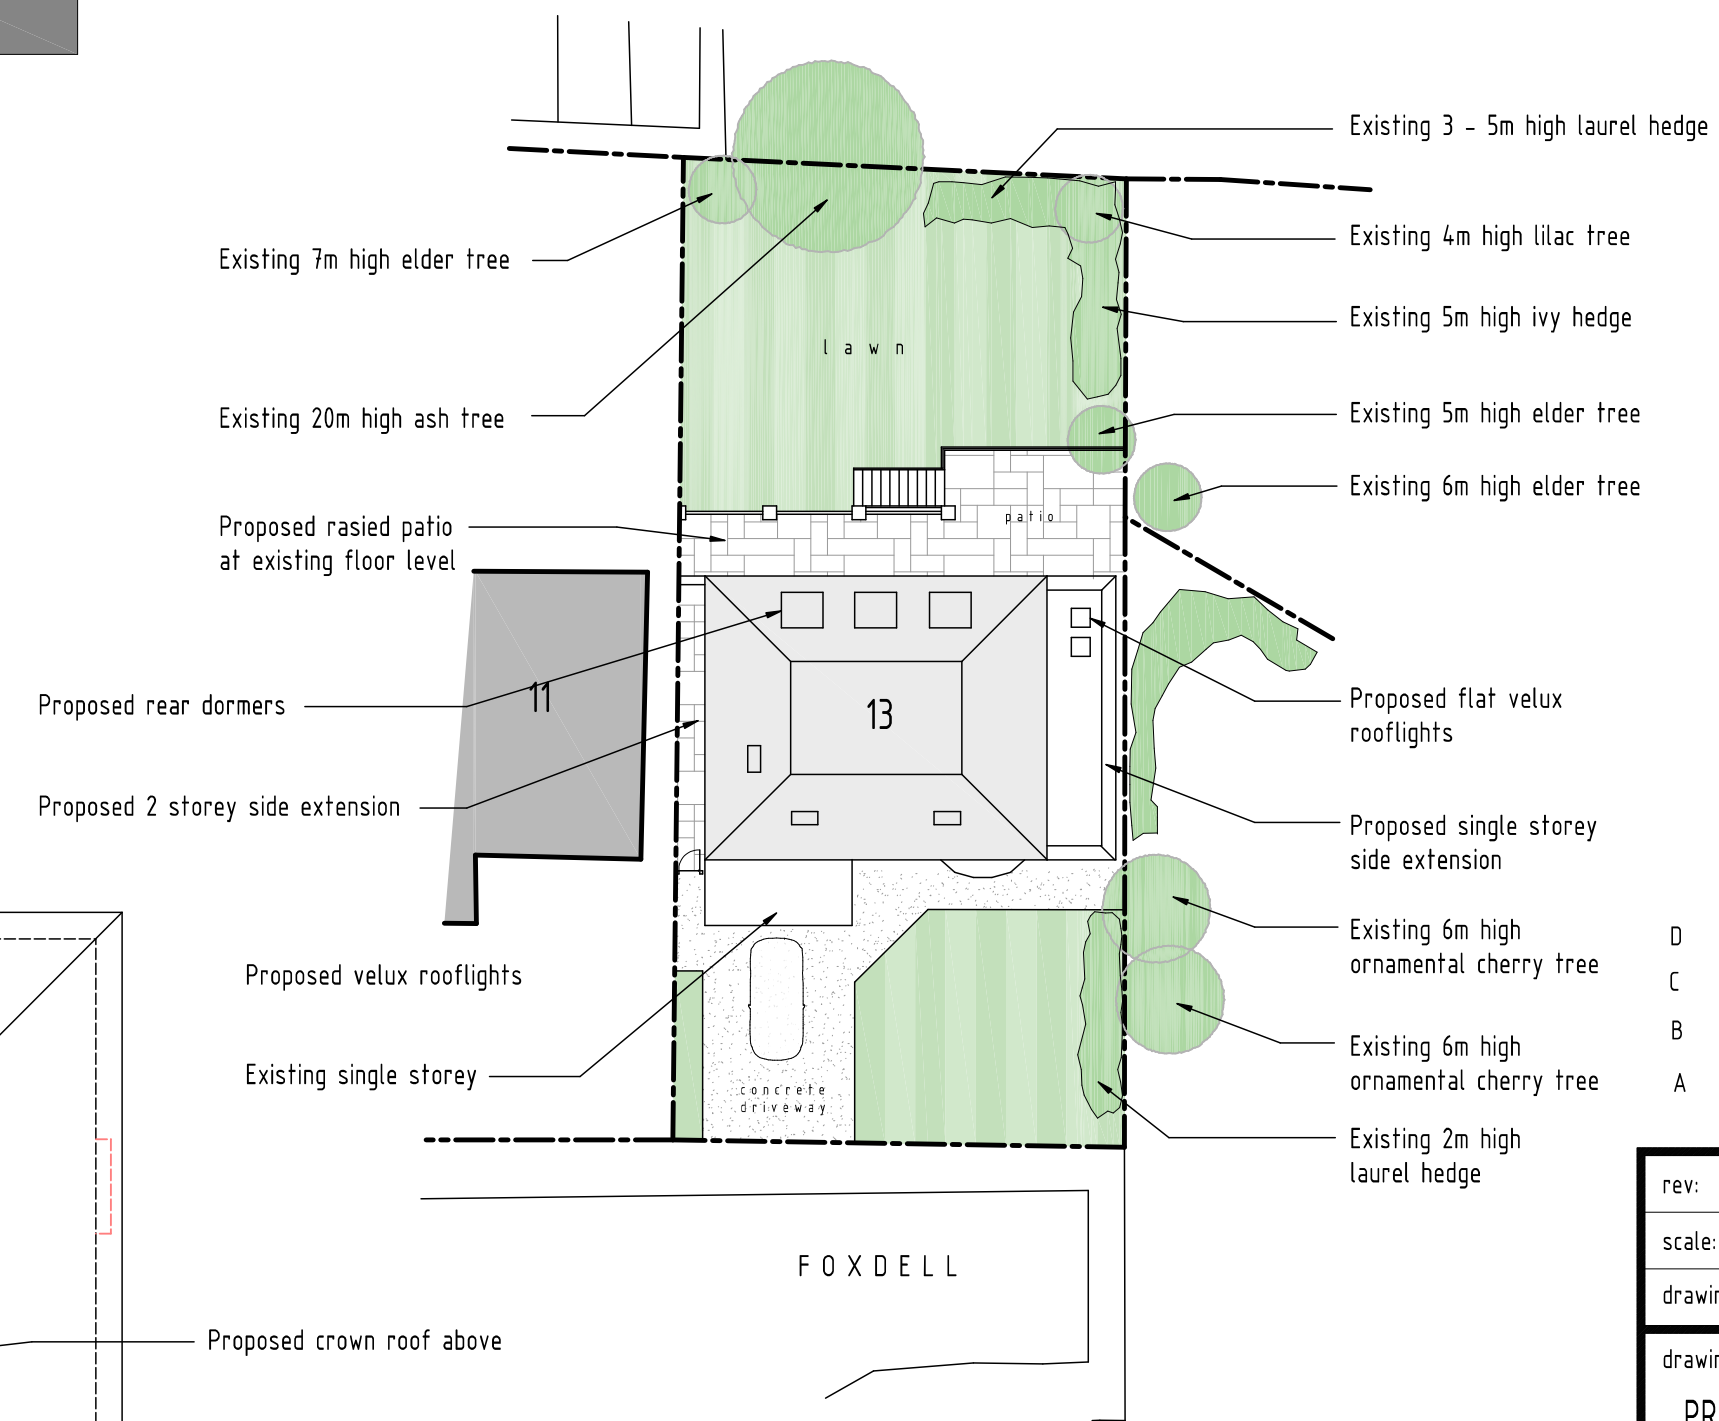 Existing 3 - 5m high laurel hedge
Existing 4m high lilac tree
Existing 7m high elder tree
Existing 5m high ivy hedge
lawn
Existing 20m high ash tree
Existing 5m high elder tree
Existing 6m high elder tree
patio
Proposed rasied patio
at existing floor level
11
13
Proposed rear dormers
Proposed flat velux
rooflights
Proposed 2 storey side extension
Proposed single storey
side extension
Existing 6m high
ornamental cherry tree
D
C
B
A
Proposed velux rooflights
Existing 6m high
ornamental cherry tree
Existing single storey
concrete
driveway
Existing 2m high
laurel hedge
rev:
scale:
FOXDELL
Proposed crown roof above